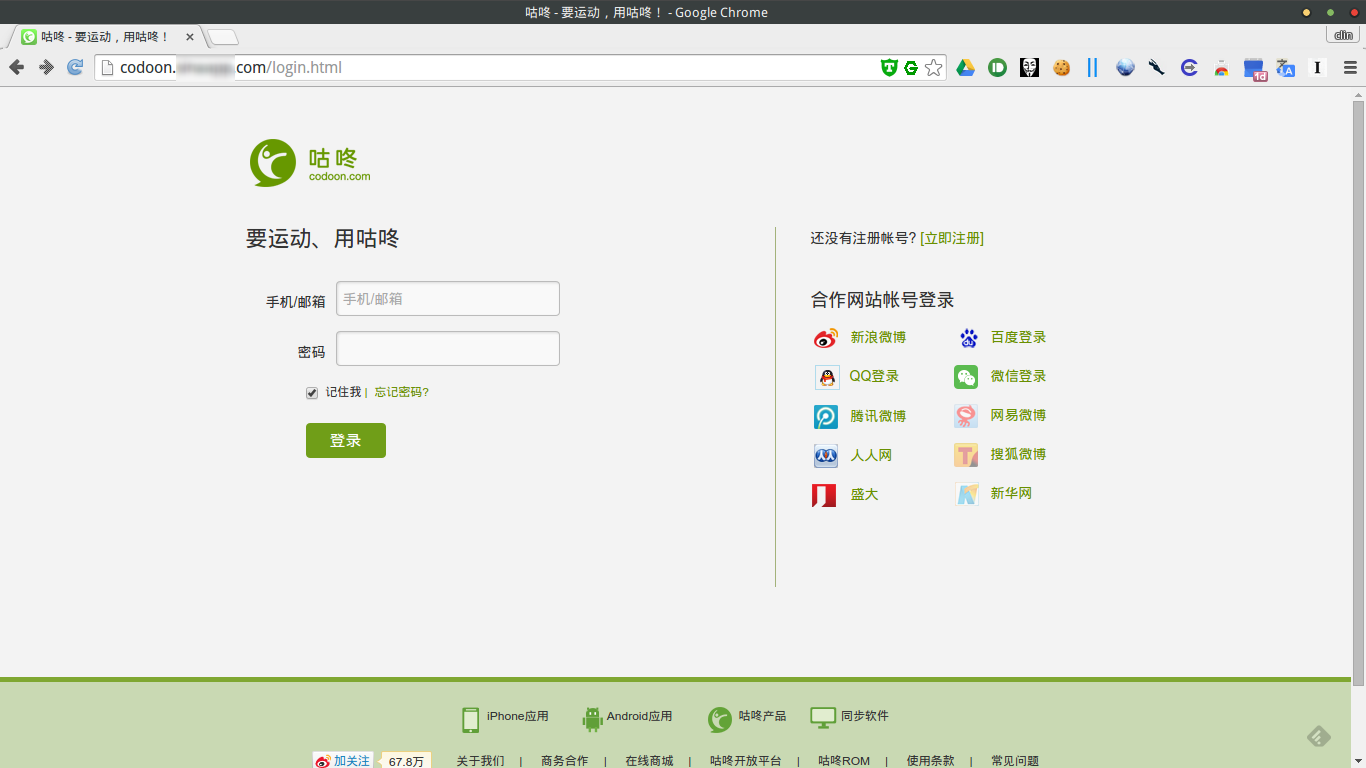 咕咚 - 要运动，用咕咚！ - Google Chrome
咕咚 - 要运动，用咕咚！
clin
codoon. .com/login.html
咕咚
codoon.com
要运动、用咕咚
手机/邮箱
手机/邮箱
密码
记住我 | 忘记密码?
登录
还没有注册帐号? [立即注册]
合作网站帐号登录
新浪微博 百度登录
QQ登录 微信登录
腾讯微博 网易微博
人人网 搜狐微博
盛大 新华网
iPhone应用 Android应用 咕咚产品 同步软件
加关注 67.8万 关于我们 | 商务合作 | 在线商城 | 咕咚开放平台 | 咕咚ROM | 使用条款 | 常见问题